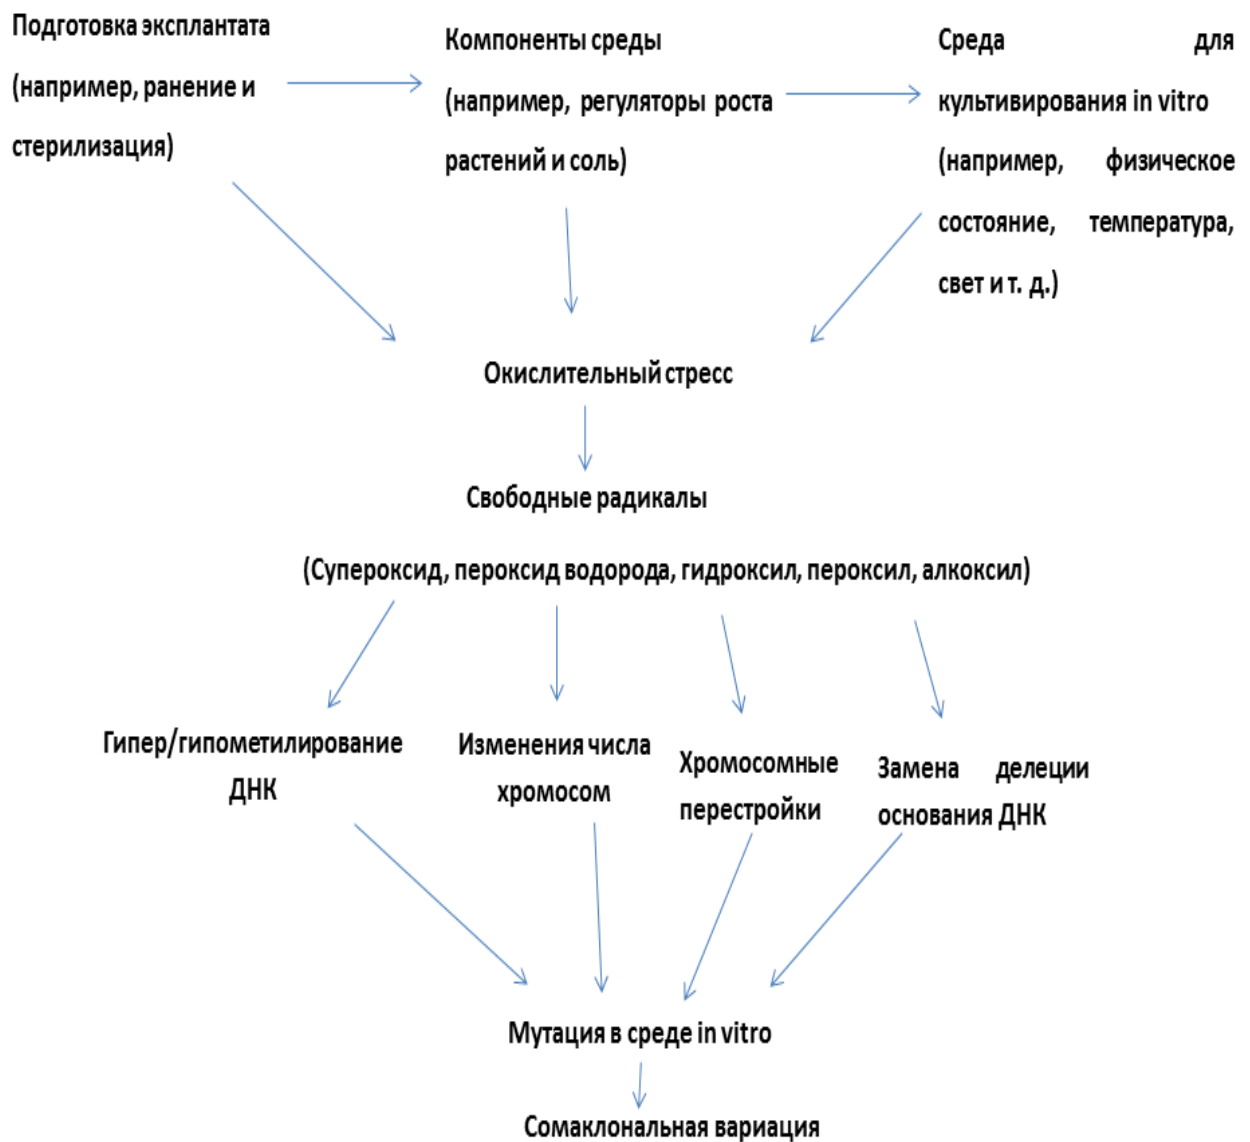 Подготовка эксплантата
(например, ранение и
стерилизация)
Компоненты среды
(например, регуляторы роста
растений и соль)
Среда для
культивирования in vitro
(например, физическое
состояние, температура,
свет и т. д.)
Окислительный стресс
Свободные радикалы
(Супероксид, пероксид водорода, гидроксил, пероксил, алкоксил)
Гипер/гипометилирование
ДНК
Изменения числа
хромосом
Хромосомные
перестройки
Замена делеции
основания ДНК
Мутация в среде in vitro
Сомаклональная вариация